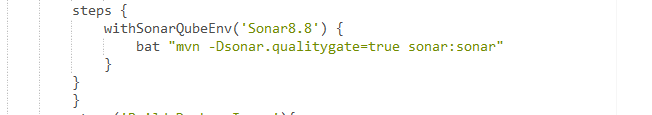 steps {
withSonarQubeEnv('Sonar8.8') {
bat "mvn -Dsonar.qualitygate=true sonar:sonar"
}
}
}